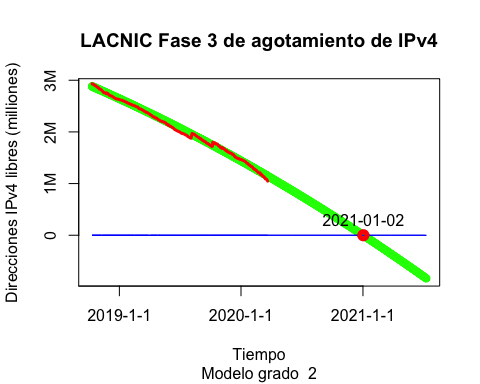 LACNIC Fase 3 de agotamiento de IPv4
Direcciones IPv4 libres (milliones)
3M
2M
1M
0
2021-01-02
2019-1-1
2020-1-1
2021-1-1
Tiempo
Modelo grado 2